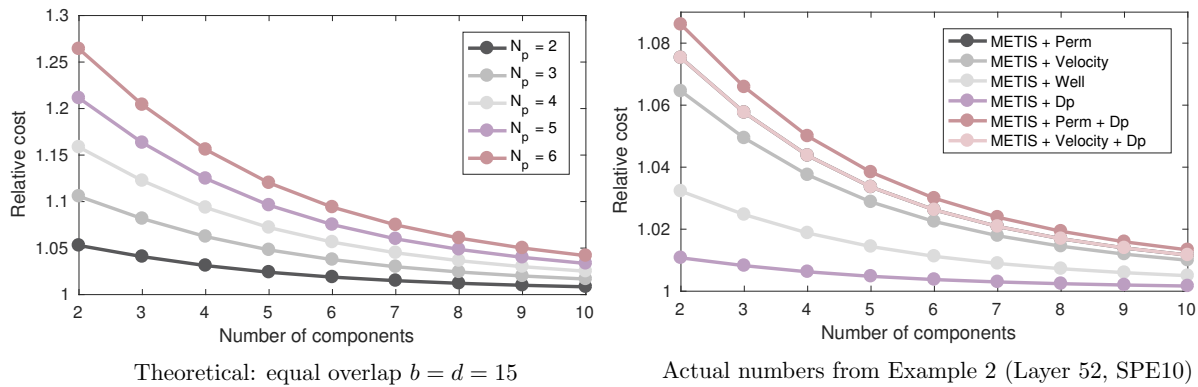 1.3
1.25
1.2
1.15
1.1
1.05
1
Relative cost
2 3 4 5 6 7 8 9 10
Number of components
N_p = 2
N_p = 3
N_p = 4
N_p = 5
N_p = 6
Theoretical: equal overlap b = d = 15
1.08
1.06
1.04
1.02
1
Relative cost
2 3 4 5 6 7 8 9 10
Number of components
METIS + Perm
METIS + Velocity
METIS + Well
METIS + Dp
METIS + Perm + Dp
METIS + Velocity + Dp
Actual numbers from Example 2 (Layer 52, SPE10)